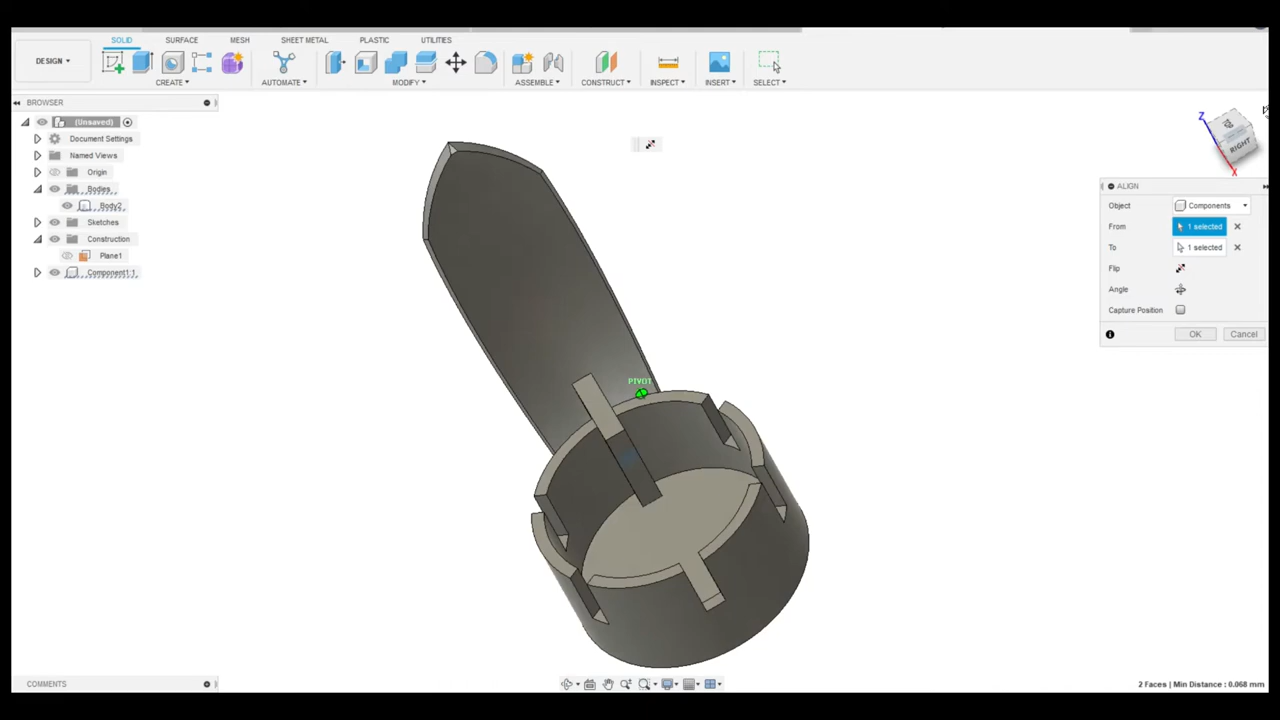 SOLID
SURFACE
MESH
SHEET METAL
PLASTIC
UTILITIES
DESIGN
CREATE
AUTOMATE
MODIFY
ASSEMBLE
CONSTRUCT
INSPECT
INSERT
SELECT
BROWSER
(Unsaved)
Document Settings
Named Views
Origin
Bodies
Body2
Sketches
Construction
Plane1
Component1:1
PIVOT
Z
RIGHT
X
ALIGN
Object
Components
From
1 selected
To
1 selected
Flip
Angle
Capture Position
OK
Cancel
COMMENTS
2 Faces | Min Distance : 0.068 mm